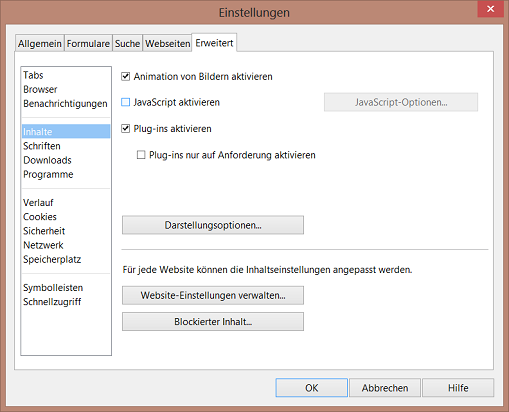 Einstellungen
Allgemein Formulare Suche Webseiten Erweitert
Tabs
Browser
Benachrichtigungen
Inhalte
Schriften
Downloads
Programme
Verlauf
Cookies
Sicherheit
Netzwerk
Speicherplatz
Symbolleisten
Schnellzugriff
Animation von Bildern aktivieren
JavaScript aktivieren
JavaScript-Optionen...
Plug-ins aktivieren
Plug-ins nur auf Anforderung aktivieren
Darstellungsoptionen...
Für jede Website können die Inhaltseinstellungen angepasst werden.
Website-Einstellungen verwalten...
Blockierter Inhalt...
OK Abbrechen Hilfe